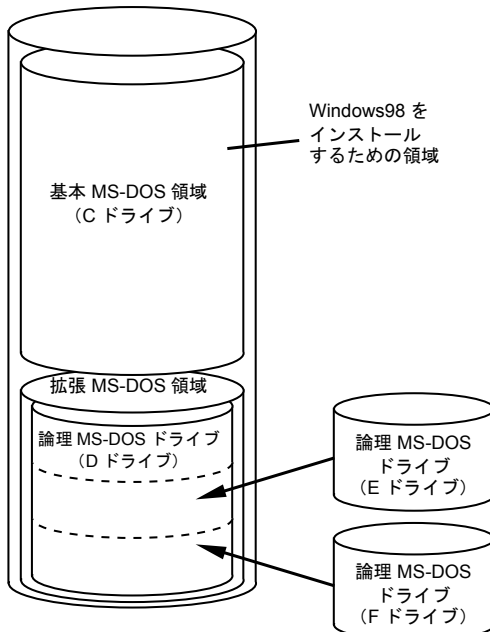 Windows98 を
インストール
するための領域
基本 MS-DOS 領域
（C ドライブ）
拡張 MS-DOS 領域
論理 MS-DOS ドライブ
（D ドライブ）
論理 MS-DOS
ドライブ
（E ドライブ）
論理 MS-DOS
ドライブ
（F ドライブ）